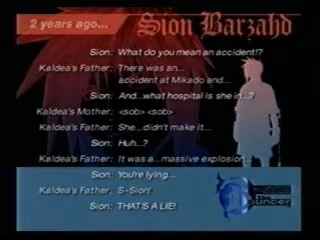 2 years ago...
Sion Barzahd
Sion: What do you mean an accident!?
Kaldea's Father: There was an...
accident at Mikado and...
Sion: And...what hospital is she in..?
Kaldea's Mother: <sob> <sob>
Kaldea's Father: She...didn't make it...
Sion: Huh..?
Kaldea's Father: It was a...massive explosion...
Sion: You're lying...
Kaldea's Father: S-Sion!
Sion: THAT'S A LIE!
The
Bouncer